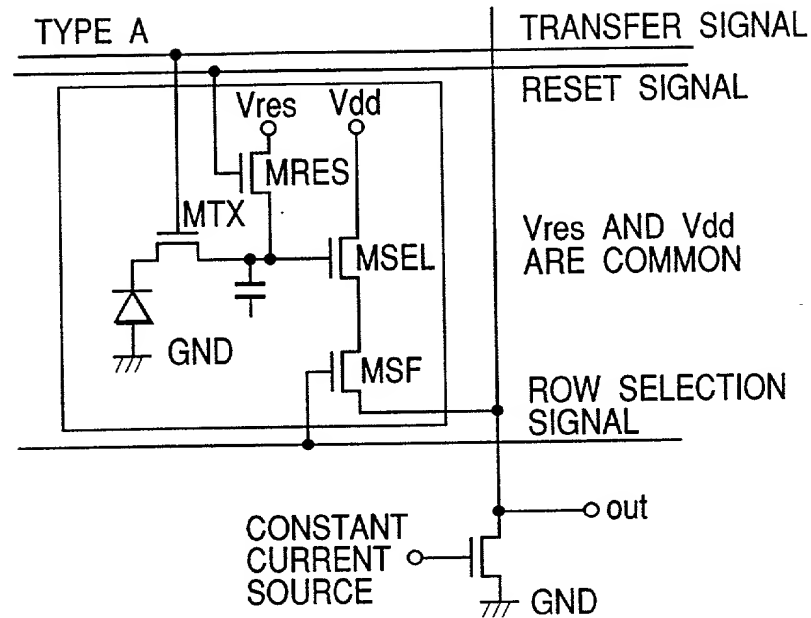 TYPE A
TRANSFER SIGNAL
RESET SIGNAL
Vres
Vdd
MRES
MTX
MSEL
Vres AND Vdd
ARE COMMON
GND
MSF
ROW SELECTION
SIGNAL
out
CONSTANT
CURRENT
SOURCE
GND